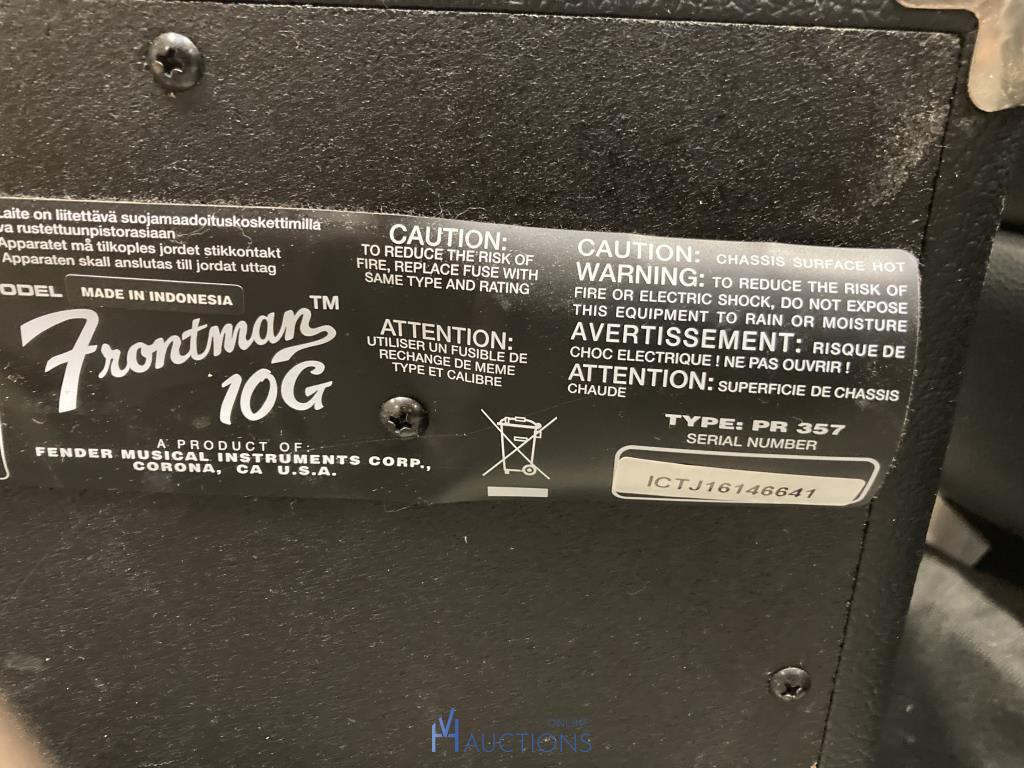 Laite on liitettävä suojamaadoituskoskettimilla
va rustettuunpistorasiaan
Apparatet må tilkoples jordet stikkontakt
Apparaten skall anslutas till jordat uttag
ODEL MADE IN INDONESIA
Frontman™
10G
A PRODUCT OF:
FENDER MUSICAL INSTRUMENTS CORP.,
CORONA, CA U.S.A.
CAUTION:
TO REDUCE THE RISK OF
FIRE, REPLACE FUSE WITH
SAME TYPE AND RATING
ATTENTION:
UTILISER UN FUSIBLE DE
RECHANGE DE MEME
TYPE ET CALIBRE
CAUTION: CHASSIS SURFACE HOT
WARNING: TO REDUCE THE RISK OF
FIRE OR ELECTRIC SHOCK, DO NOT EXPOSE
THIS EQUIPMENT TO RAIN OR MOISTURE
AVERTISSEMENT: RISQUE DE
CHOC ELECTRIQUE ! NE PAS OUVRIR !
ATTENTION: SUPERFICIE DE CHASSIS
CHAUDE
TYPE: PR 357
SERIAL NUMBER
ICTJ16146641
ONLINE
AUCTIONS